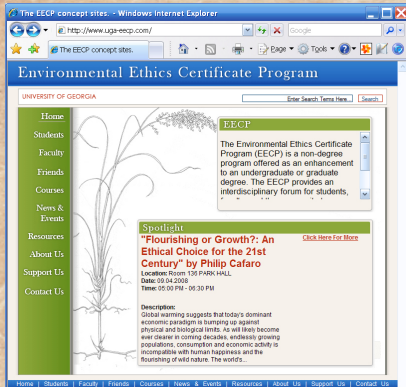 The EECP concept sites. - Windows Internet Explorer
http://www.uga-eecp.com/
Google
The EECP concept sites.
Page
Tools
Environmental Ethics Certificate Program
UNIVERSITY OF GEORGIA
Enter Search Terms Here...
Search
Home
Students
Faculty
Friends
Courses
News &
Events
Resources
About Us
Support Us
Contact Us
EECP
The Environmental Ethics Certificate
Program (EECP) is a non-degree
program offered as an enhancement
to an undergraduate or graduate
degree. The EECP provides an
interdisciplinary forum for students,
Spotlight
"Flourishing or Growth?: An
Ethical Choice for the 21st
Century" by Philip Cafaro
Click Here For More
Location: Room 136 PARK HALL
Date: 09.04.2008
Time: 05:00 PM - 06:30 PM
Description:
Global warming suggests that today's dominant
economic paradigm is bumping up against
physical and biological limits. As will likely become
ever clearer in coming decades, endlessly growing
populations, consumption and economic activity is
incompatible with human happiness and the
flourishing of wild nature. The world's...
Home | Students | Faculty | Friends | Courses | News & Events | Resources | About Us | Support Us | Contact Us